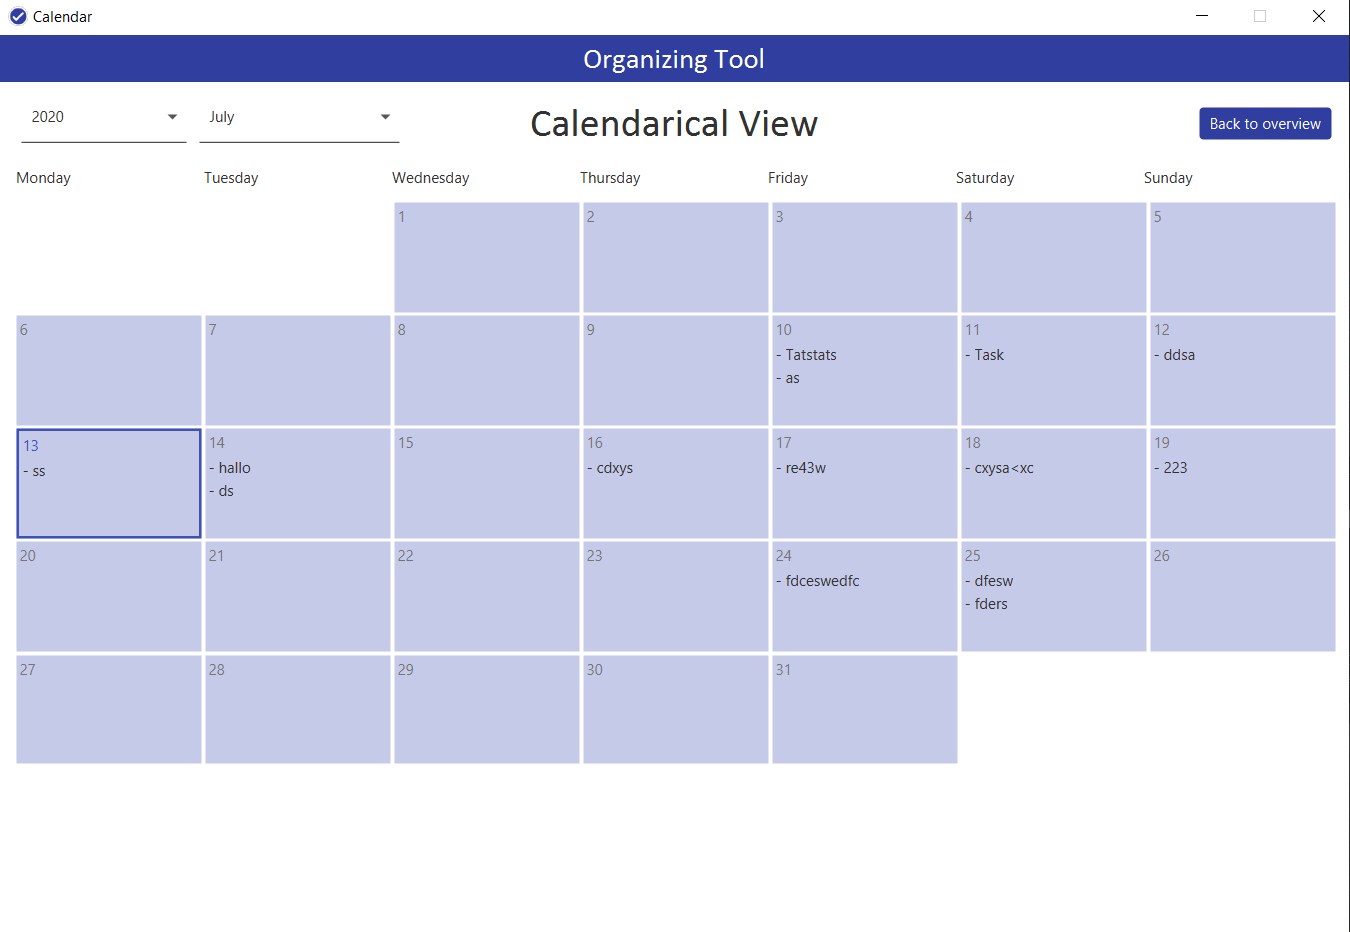 Calendar
Organizing Tool
2020 July Calendarical View Back to overview
Monday Tuesday Wednesday Thursday Friday Saturday Sunday
1 2 3 4 5
6 7 8 9 10 11 12
- Tatstats - Task - ddsa
- as
13 14 15 16 17 18 19
- ss - hallo - cdxys - re43w - cxysa<xc - 223
- ds
20 21 22 23 24 25 26
- fdceswedfc - dfesw
- fders
27 28 29 30 31